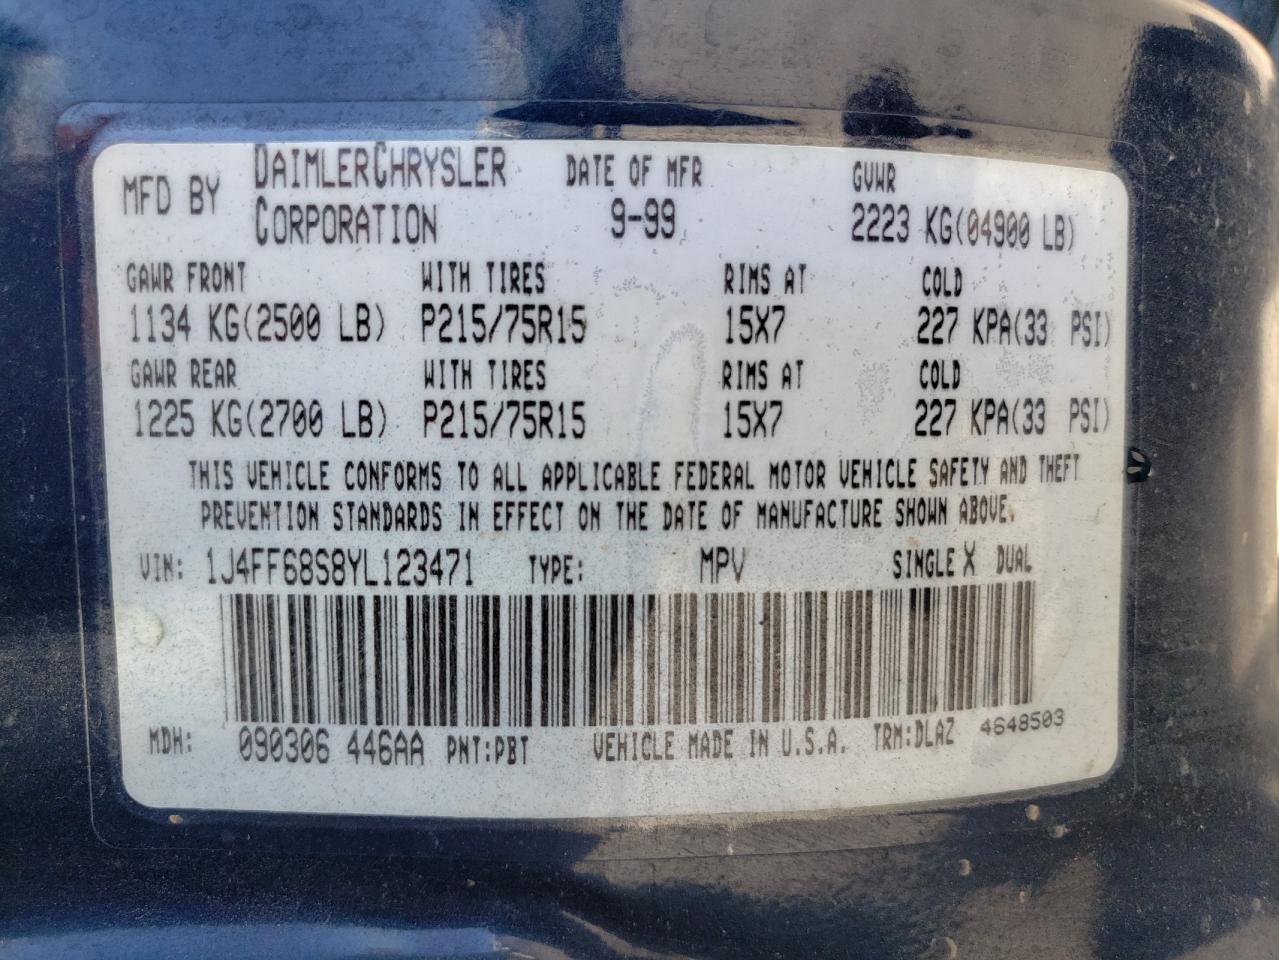 MFD BY DAIMLERCHRYSLER CORPORATION DATE OF MFR 9-99 GVWR 2223 KG(04900 LB)
GAWR FRONT WITH TIRES RIMS AT COLD
1134 KG(2500 LB) P215/75R15 15X7 227 KPA(33 PSI)
GAWR REAR WITH TIRES RIMS AT COLD
1225 KG(2700 LB) P215/75R15 15X7 227 KPA(33 PSI)
THIS VEHICLE CONFORMS TO ALL APPLICABLE FEDERAL MOTOR VEHICLE SAFETY AND THEFT
PREVENTION STANDARDS IN EFFECT ON THE DATE OF MANUFACTURE SHOWN ABOVE.
VIN: 1J4FF68S8YL123471 TYPE: MPV SINGLE X DUAL
MDH: 090306 446AA PNT:PBT VEHICLE MADE IN U.S.A. TRM:DLAZ 4648503